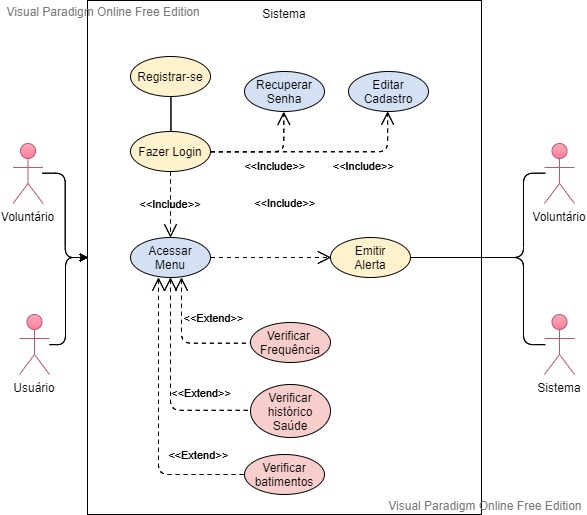 Visual Paradigm Online Free Edition
Sistema
Registrar-se
Recuperar
Senha
Editar
Cadastro
Fazer Login
<<Include>>
<<Include>>
Voluntário
Voluntário
<<Include>>
<<Include>>
Acessar
Menu
Emitir
Alerta
<<Extend>>
Verificar
Frequência
Usuário
Sistema
<<Extend>>
Verificar
histórico
Saúde
<<Extend>>
Verificar
batimentos
Visual Paradigm Online Free Edition